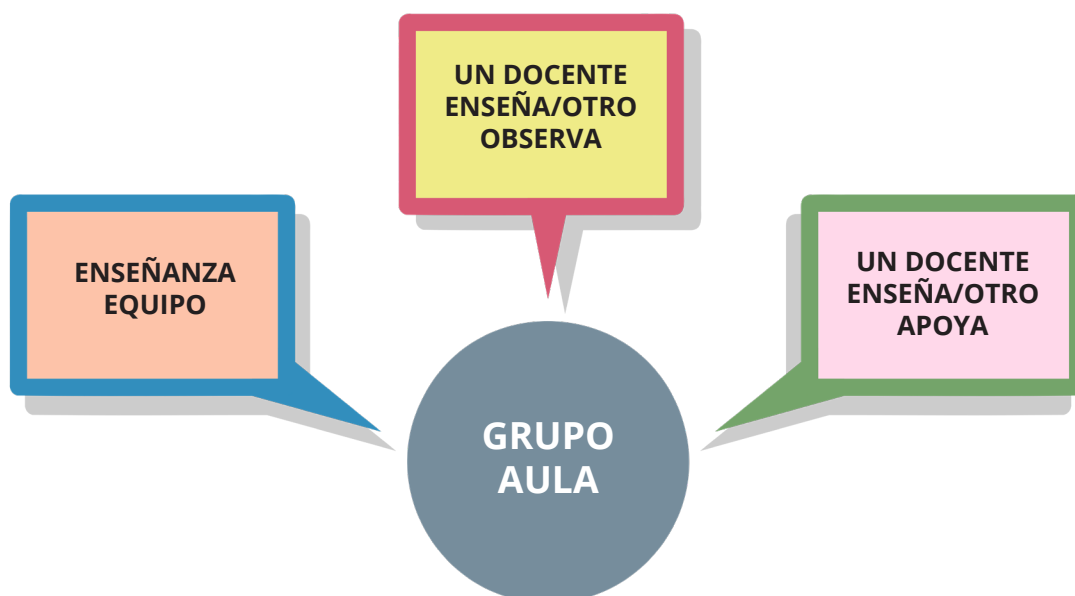 UN DOCENTE
ENSEÑA/OTRO
OBSERVA
ENSEÑANZA
EQUIPO
UN DOCENTE
ENSEÑA/OTRO
APOYA
GRUPO
AULA